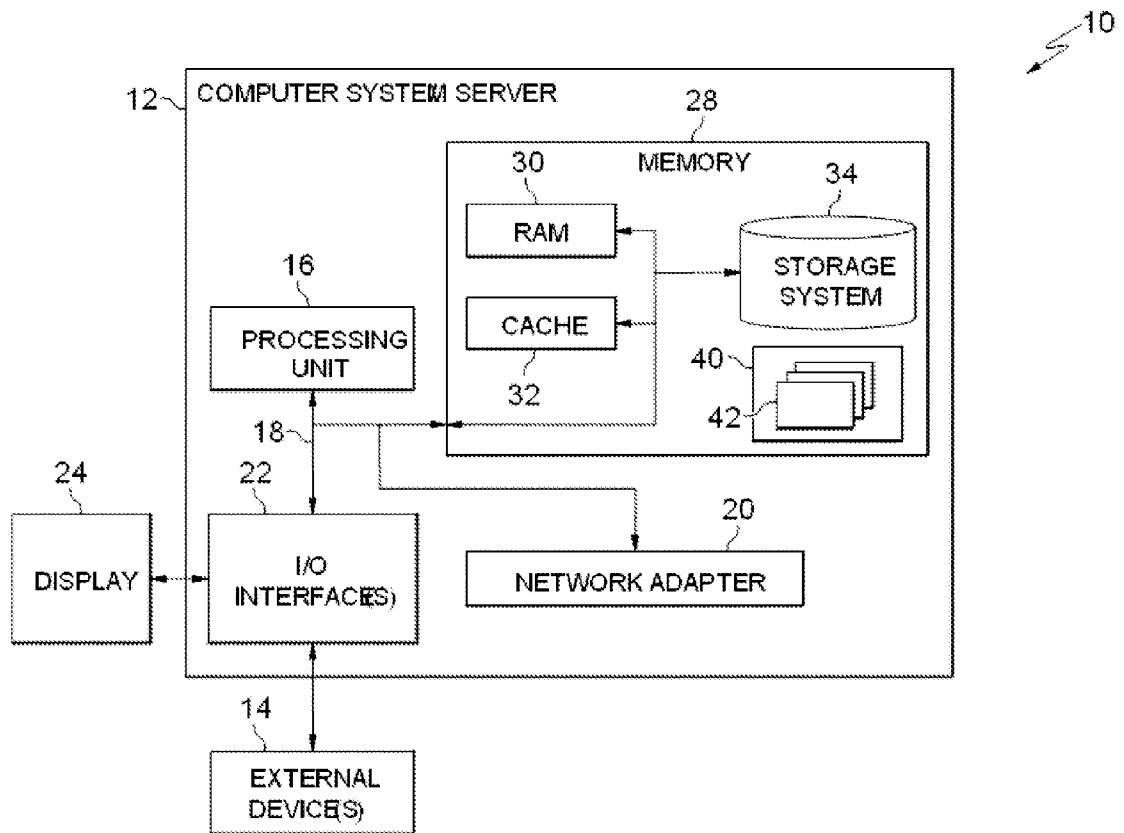 10
12
COMPUTER SYSTEM SERVER
28
MEMORY
30
RAM
34
STORAGE
SYSTEM
16
PROCESSING
UNIT
CACHE
32
40
42
18
22
24
20
DISPLAY
I/O
INTERFACE(S)
NETWORK ADAPTER
14
EXTERNAL
DEVICE(S)